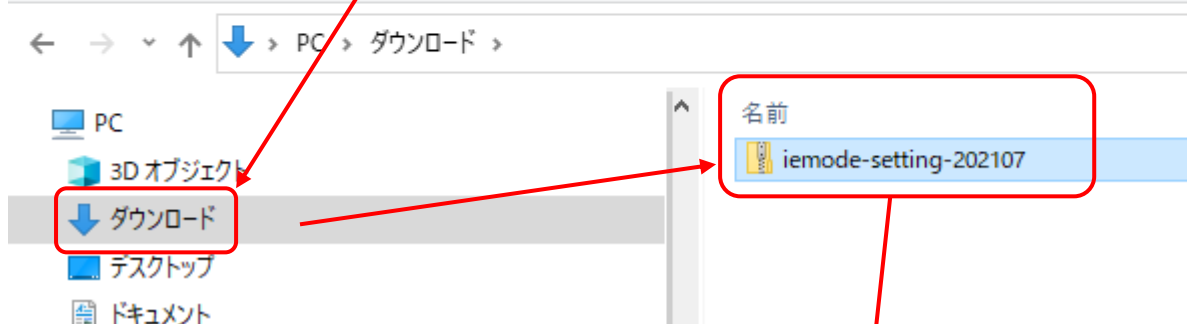 PC › ダウンロード ›
PC
3D オブジェクト
ダウンロード
デスクトップ
ドキュメント
名前
iemode-setting-202107